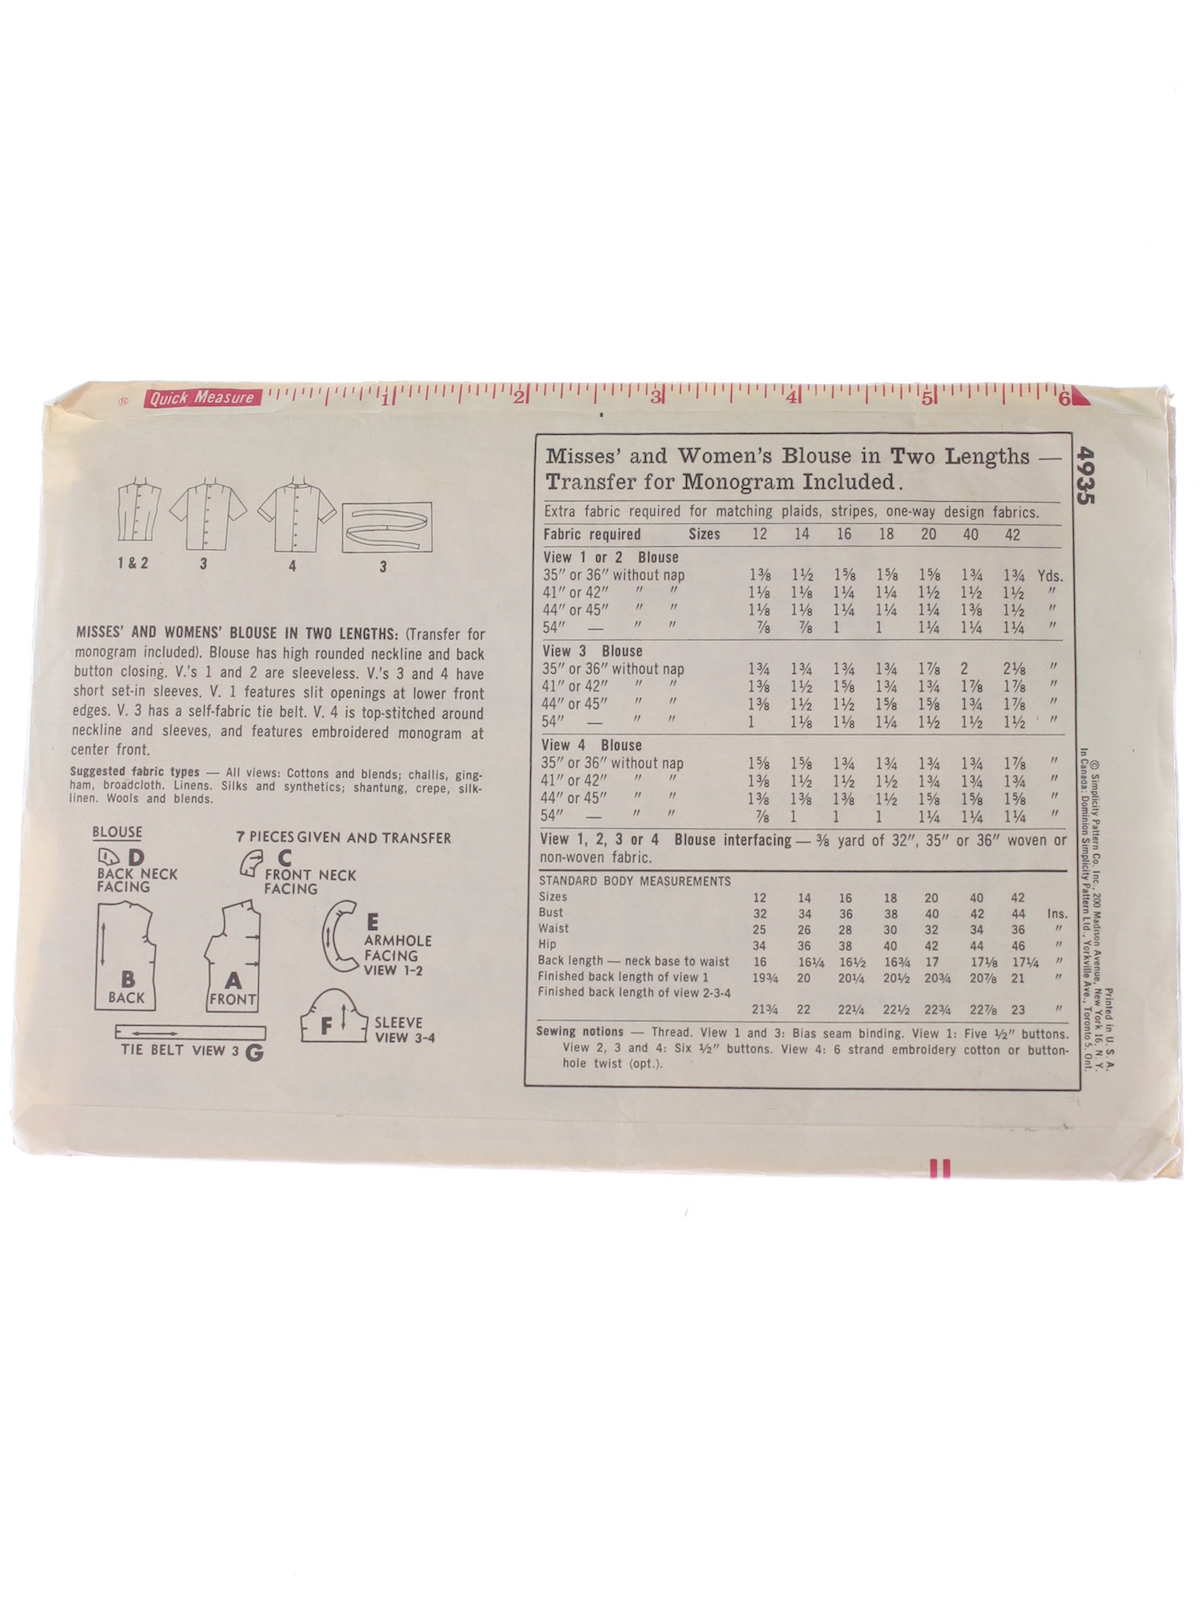 ® Quick Measure 1 2 3 4 5 6
1 & 2 3 4 3
MISSES' AND WOMENS' BLOUSE IN TWO LENGTHS: (Transfer for
monogram included). Blouse has high rounded neckline and back
button closing. V.'s 1 and 2 are sleeveless. V.'s 3 and 4 have
short set-in sleeves. V. 1 features slit openings at lower front
edges. V. 3 has a self-fabric tie belt. V. 4 is top-stitched around
neckline and sleeves, and features embroidered monogram at
center front.
Suggested fabric types — All views: Cottons and blends; challis, ging-
ham, broadcloth. Linens. Silks and synthetics; shantung, crepe, silk-
linen. Wools and blends.
BLOUSE
7 PIECES GIVEN AND TRANSFER
D
BACK NECK
FACING
C
FRONT NECK
FACING
B
BACK
A
FRONT
E
ARMHOLE
FACING
VIEW 1-2
F SLEEVE
VIEW 3-4
TIE BELT VIEW 3 G
Misses' and Women's Blouse in Two Lengths —
Transfer for Monogram Included.
Extra fabric required for matching plaids, stripes, one-way design fabrics.
Fabric required Sizes 12 14 16 18 20 40 42
View 1 or 2 Blouse
35" or 36" without nap 1⅜ 1½ 1⅝ 1⅝ 1⅝ 1¾ 1¾ Yds.
41" or 42" " " 1⅛ 1⅛ 1¼ 1¼ 1½ 1½ 1½ "
44" or 45" " " 1⅛ 1⅛ 1¼ 1¼ 1¼ 1⅜ 1½ "
54" — " " ⅞ ⅞ 1 1 1¼ 1¼ 1¼ "
View 3 Blouse
35" or 36" without nap 1¾ 1¾ 1¾ 1¾ 1⅞ 2 2⅛ "
41" or 42" " " 1⅜ 1½ 1⅝ 1¾ 1¾ 1⅞ 1⅞ "
44" or 45" " " 1⅜ 1½ 1½ 1⅝ 1⅝ 1¾ 1⅞ "
54" — " " 1 1⅛ 1⅛ 1¼ 1½ 1½ 1½ "
View 4 Blouse
35" or 36" without nap 1⅝ 1⅝ 1¾ 1¾ 1¾ 1¾ 1⅞ "
41" or 42" " " 1⅜ 1½ 1½ 1½ 1¾ 1¾ 1¾ "
44" or 45" " " 1⅜ 1⅜ 1⅜ 1½ 1⅝ 1⅝ 1⅝ "
54" — " " ⅞ 1 1 1 1¼ 1¼ 1¼ "
View 1, 2, 3 or 4 Blouse interfacing — ⅜ yard of 32", 35" or 36" woven or
non-woven fabric.
STANDARD BODY MEASUREMENTS
Sizes 12 14 16 18 20 40 42
Bust 32 34 36 38 40 42 44 Ins.
Waist 25 26 28 30 32 34 36 "
Hip 34 36 38 40 42 44 46 "
Back length — neck base to waist 16 16¼ 16½ 16¾ 17 17⅛ 17¼ "
Finished back length of view 1 19¾ 20 20¼ 20½ 20¾ 20⅞ 21 "
Finished back length of view 2-3-4
21¾ 22 22¼ 22½ 22¾ 22⅞ 23 "
Sewing notions — Thread. View 1 and 3: Bias seam binding. View 1: Five ½" buttons.
View 2, 3 and 4: Six ½" buttons. View 4: 6 strand embroidery cotton or button-
hole twist (opt.).
4935
Printed in U. S. A.
© Simplicity Pattern Co. Inc., 200 Madison Avenue, New York 16, N. Y.
In Canada: Dominion Simplicity Pattern Ltd., Yorkville Ave., Toronto 5, Ont.